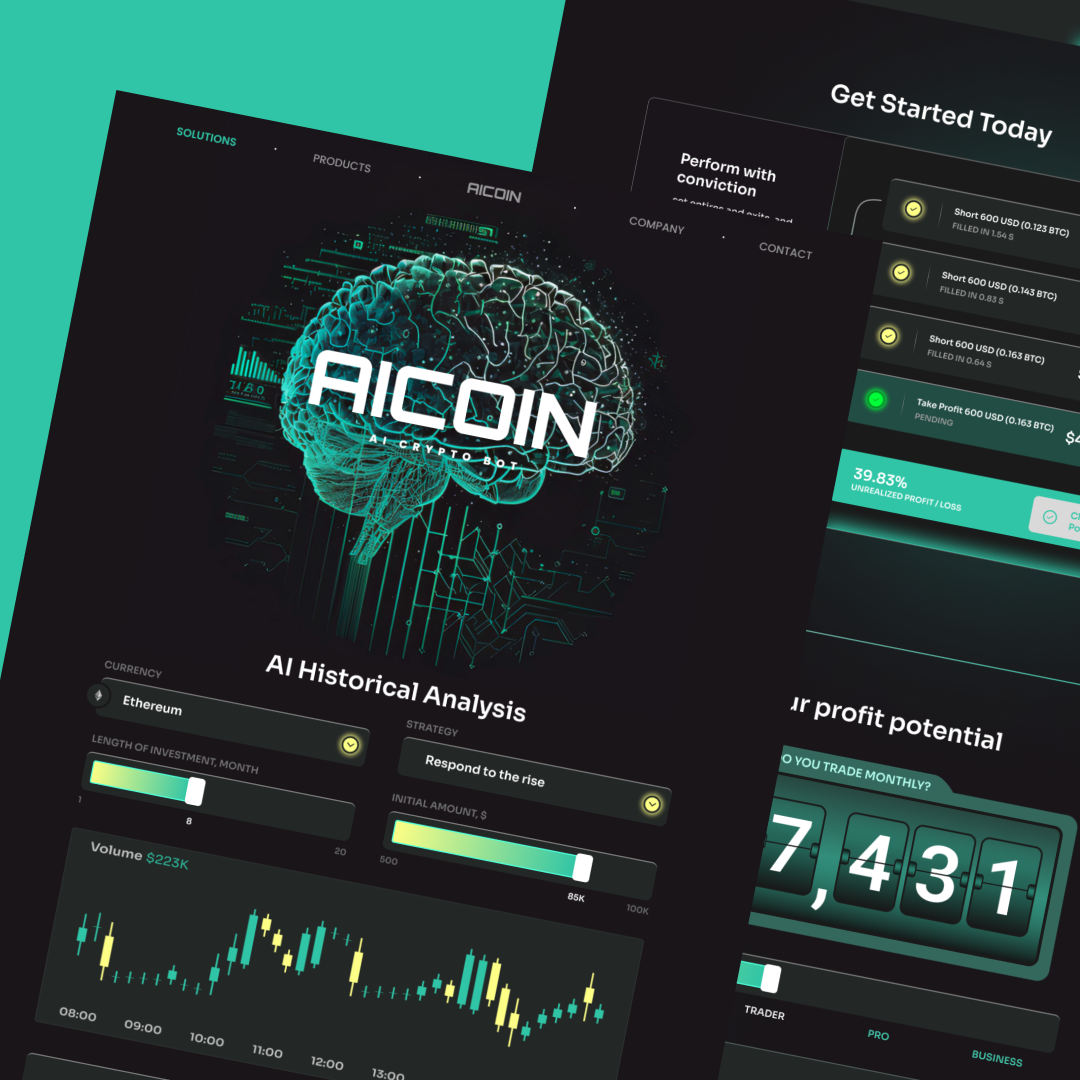 SOLUTIONS
PRODUCTS
AICOIN
COMPANY
CONTACT
AICOIN
AI CRYPTO BOT
AI Historical Analysis
CURRENCY
Ethereum
STRATEGY
Respond to the rise
LENGTH OF INVESTMENT, MONTH
1
8
20
INITIAL AMOUNT, $
500
85K
100K
Volume $223K
08:00
09:00
10:00
11:00
12:00
13:00
Get Started Today
Perform with
conviction
Short 600 USD (0.123 BTC)
FILLED IN 1.54 S
Short 600 USD (0.143 BTC)
FILLED IN 0.83 S
Short 600 USD (0.163 BTC)
FILLED IN 0.64 S
Take Profit 600 USD (0.163 BTC)
PENDING
39.83%
UNREALIZED PROFIT / LOSS
profit potential
YOU TRADE MONTHLY?
7,431
TRADER
PRO
BUSINESS